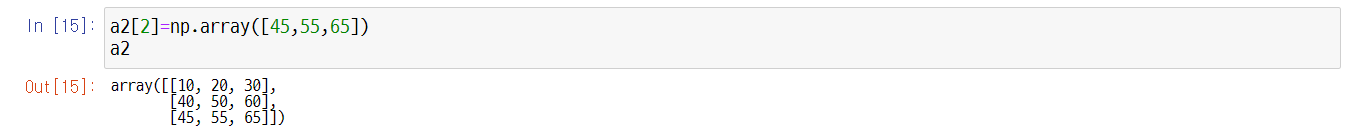 In [15]: a2[2]=np.array([45,55,65])
a2
Out[15]: array([[10, 20, 30],
[40, 50, 60],
[45, 55, 65]])